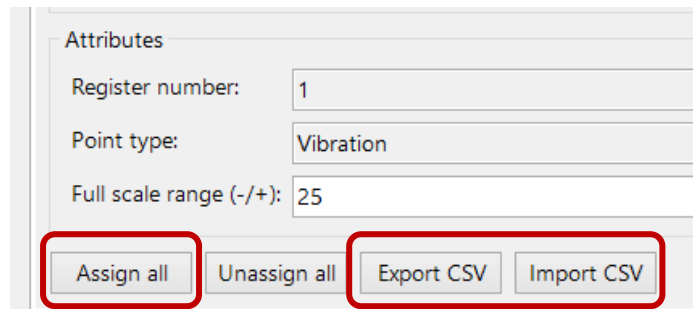 Attributes
Register number: 1
Point type: Vibration
Full scale range (-/+): 25
Assign all Unassign all Export CSV Import CSV